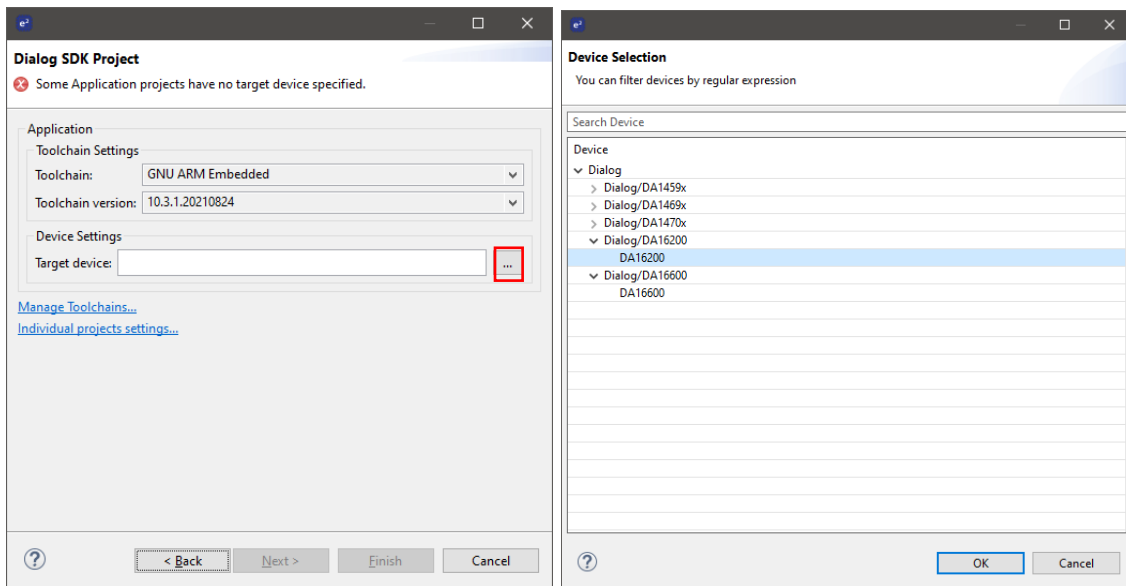 e²
Dialog SDK Project
Some Application projects have no target device specified.
Application
Toolchain Settings
Toolchain: GNU ARM Embedded
Toolchain version: 10.3.1.20210824
Device Settings
Target device: ...
Manage Toolchains...
Individual projects settings...
? < Back Next > Finish Cancel
e²
Device Selection
You can filter devices by regular expression
Search Device
Device
Dialog
Dialog/DA1459x
Dialog/DA1469x
Dialog/DA1470x
Dialog/DA16200
DA16200
Dialog/DA16600
DA16600
? OK Cancel